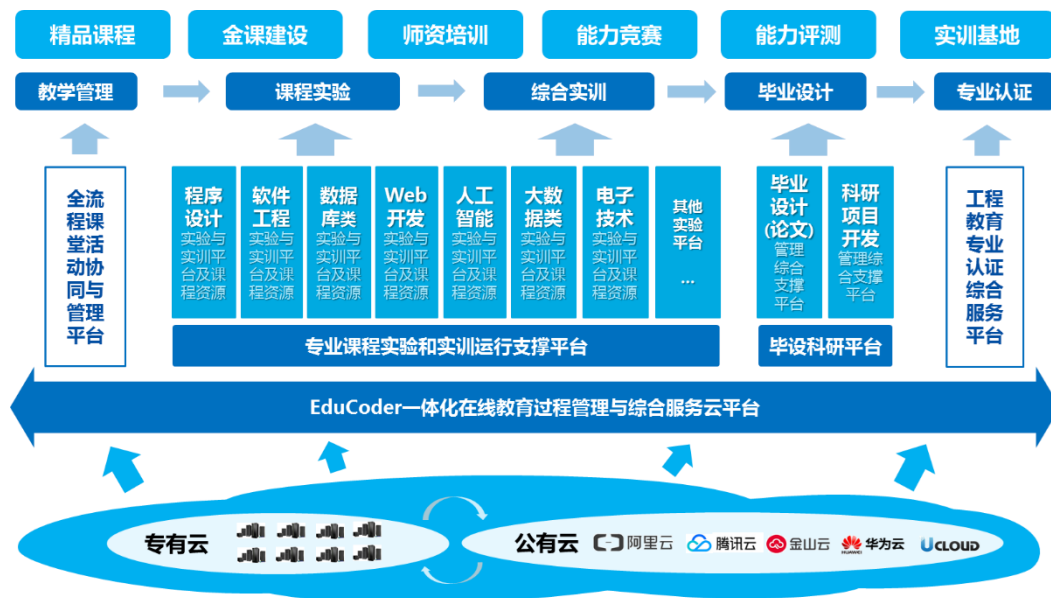 精品课程
金课建设
师资培训
能力竞赛
能力评测
实训基地
教学管理
课程实验
综合实训
毕业设计
专业认证
全流
程课
堂活
动协
同与
管理
平台
程序
设计
实验与
实训平
台及课
程资源
软件
工程
实验与
实训平
台及课
程资源
数据
库类
实验与
实训平
台及课
程资源
Web
开发
实验与
实训平
台及课
程资源
人工
智能
实验与
实训平
台及课
程资源
大数
据类
实验与
实训平
台及课
程资源
电子
技术
实验与
实训平
台及课
程资源
其他
实验
平台
...
专业课程实验和实训运行支撑平台
毕业
设计
(论文)
管理
综合
支撑
平台
科研
项目
开发
管理综
合支撑
平台
毕设科研平台
工程
教育
专业
认证
综合
服务
平台
EduCoder一体化在线教育过程管理与综合服务云平台
专有云
公有云
阿里云
腾讯云
金山云
HUAWEI
华为云
UCLOUD